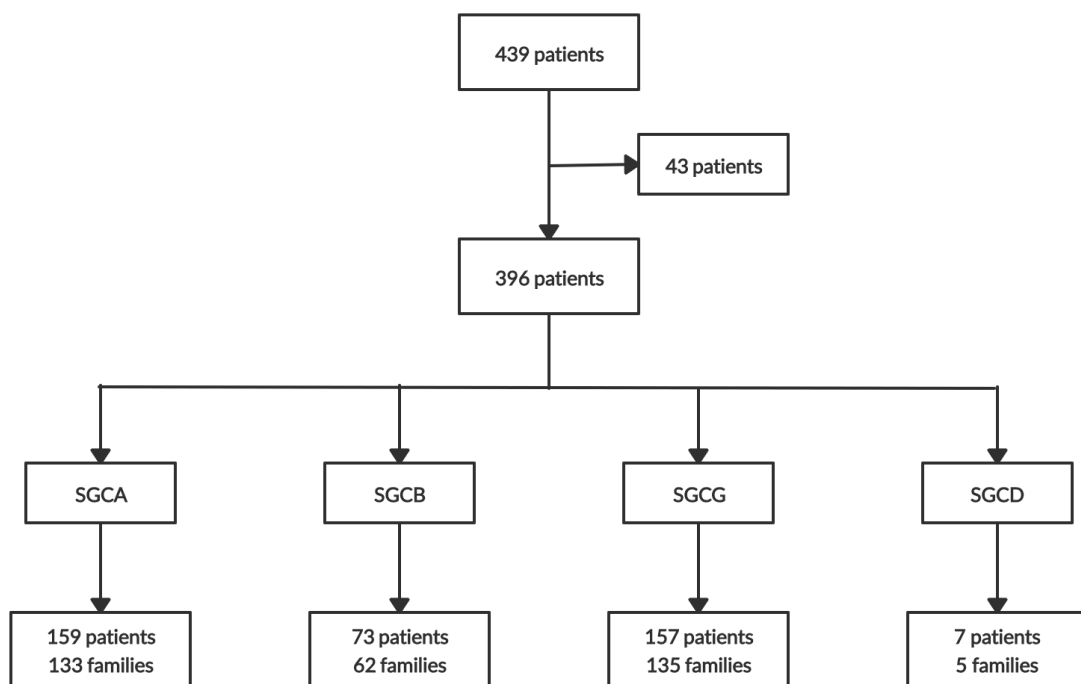 439 patients
43 patients
396 patients
SGCA
SGCB
SGCG
SGCD
159 patients
133 families
73 patients
62 families
157 patients
135 families
7 patients
5 families